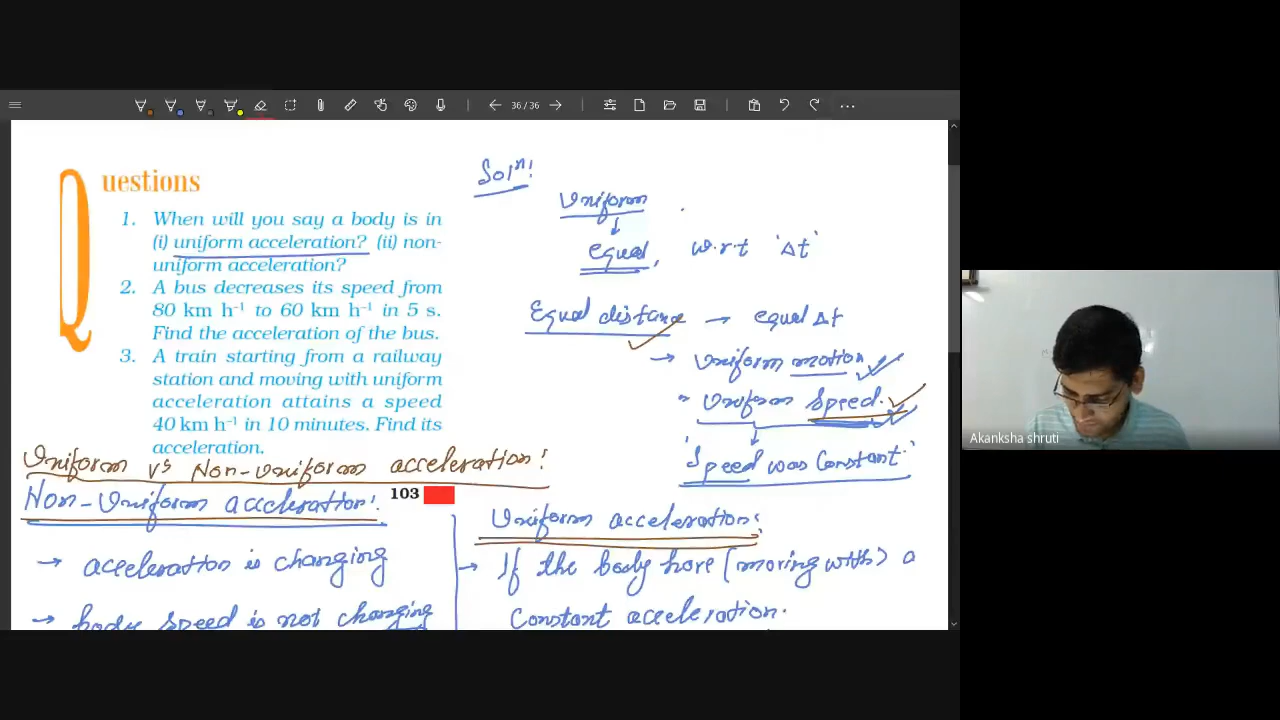 36/36
Questions
1. When will you say a body is in
(i) uniform acceleration? (ii) non-
uniform acceleration?
2. A bus decreases its speed from
80 km h⁻¹ to 60 km h⁻¹ in 5 s.
Find the acceleration of the bus.
3. A train starting from a railway
station and moving with uniform
acceleration attains a speed
40 km h⁻¹ in 10 minutes. Find its
acceleration.
103
Solⁿ!
Uniform
↓
equal, w.r.t 'Δt'
Equal distance → equal Δt
→ Uniform motion
" Uniform speed.
'Speed was Constant.'
Uniform vs Non-Uniform acceleration!
Non-Uniform acceleration!
→ acceleration is changing
→ body speed is not changing
Uniform acceleration:
→ If the body hore (moving with) a
Constant acceleration.
Akanksha shruti